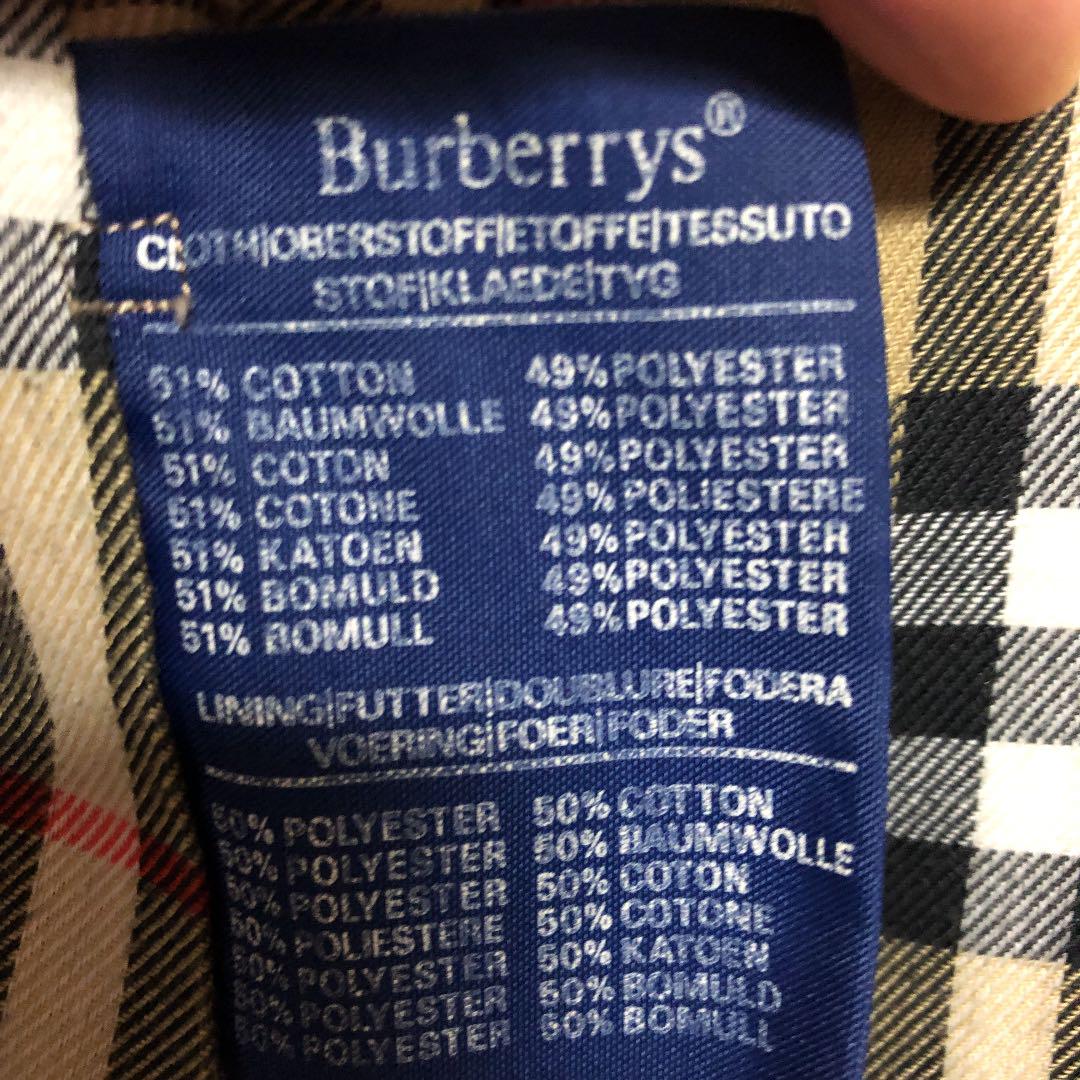 Burberrys®
CLOTH|OBERSTOFF|ETOFFE|TESSUTO
STOF|KLAEDE|TYG
51% COTTON 49% POLYESTER
51% BAUMWOLLE 49% POLYESTER
51% COTON 49% POLYESTER
51% COTONE 49% POLIESTERE
51% KATOEN 49% POLYESTER
51% BOMULD 49% POLYESTER
51% BOMULL 49% POLYESTER
LINING|FUTTER|DOUBLURE|FODERA
VOERING|FOER|FODER
50% POLYESTER 50% COTTON
50% POLYESTER 50% BAUMWOLLE
50% POLYESTER 50% COTON
50% POLIESTERE 50% COTONE
50% POLYESTER 50% KATOEN
50% POLYESTER 50% BOMULD
50% POLYESTER 50% BOMULL